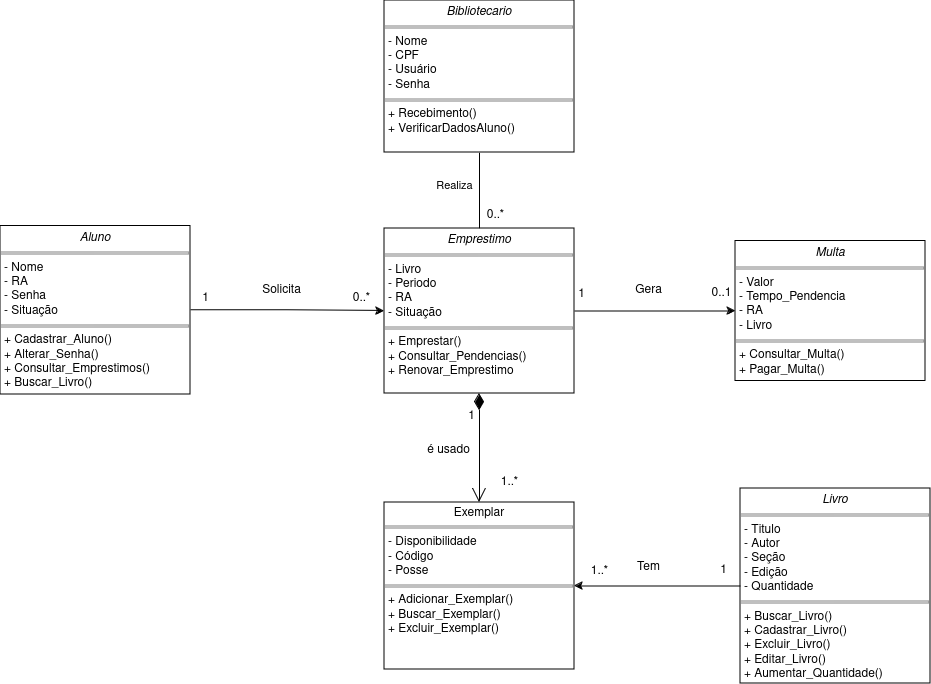 Bibliotecario
- Nome
- CPF
- Usuário
- Senha
+ Recebimento()
+ VerificarDadosAluno()
Realiza
0..*
Aluno
- Nome
- RA
- Senha
- Situação
+ Cadastrar_Aluno()
+ Alterar_Senha()
+ Consultar_Emprestimos()
+ Buscar_Livro()
1
Solicita
0..*
Emprestimo
- Livro
- Periodo
- RA
- Situação
+ Emprestar()
+ Consultar_Pendencias()
+ Renovar_Emprestimo
1
Gera
0..1
Multa
- Valor
- Tempo_Pendencia
- RA
- Livro
+ Consultar_Multa()
+ Pagar_Multa()
1
é usado
1..*
Exemplar
- Disponibilidade
- Código
- Posse
+ Adicionar_Exemplar()
+ Buscar_Exemplar()
+ Excluir_Exemplar()
1..*
Tem
1
Livro
- Titulo
- Autor
- Seção
- Edição
- Quantidade
+ Buscar_Livro()
+ Cadastrar_Livro()
+ Excluir_Livro()
+ Editar_Livro()
+ Aumentar_Quantidade()